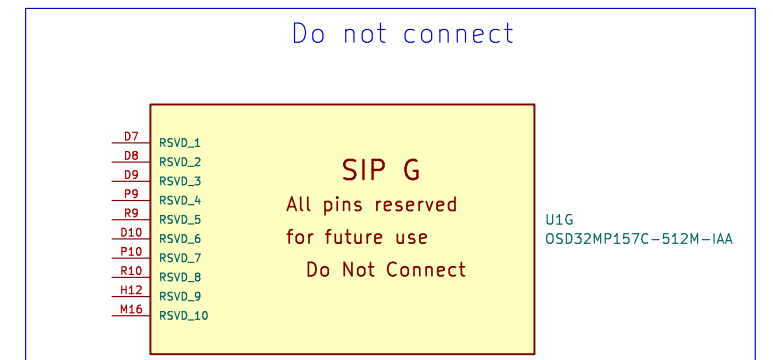 Do not connect
D7 RSVD_1
D8 RSVD_2
D9 RSVD_3
P9 RSVD_4
R9 RSVD_5
D10 RSVD_6
P10 RSVD_7
R10 RSVD_8
H12 RSVD_9
M16 RSVD_10
SIP G
All pins reserved
for future use
Do Not Connect
U1G
OSD32MP157C-512M-IAA